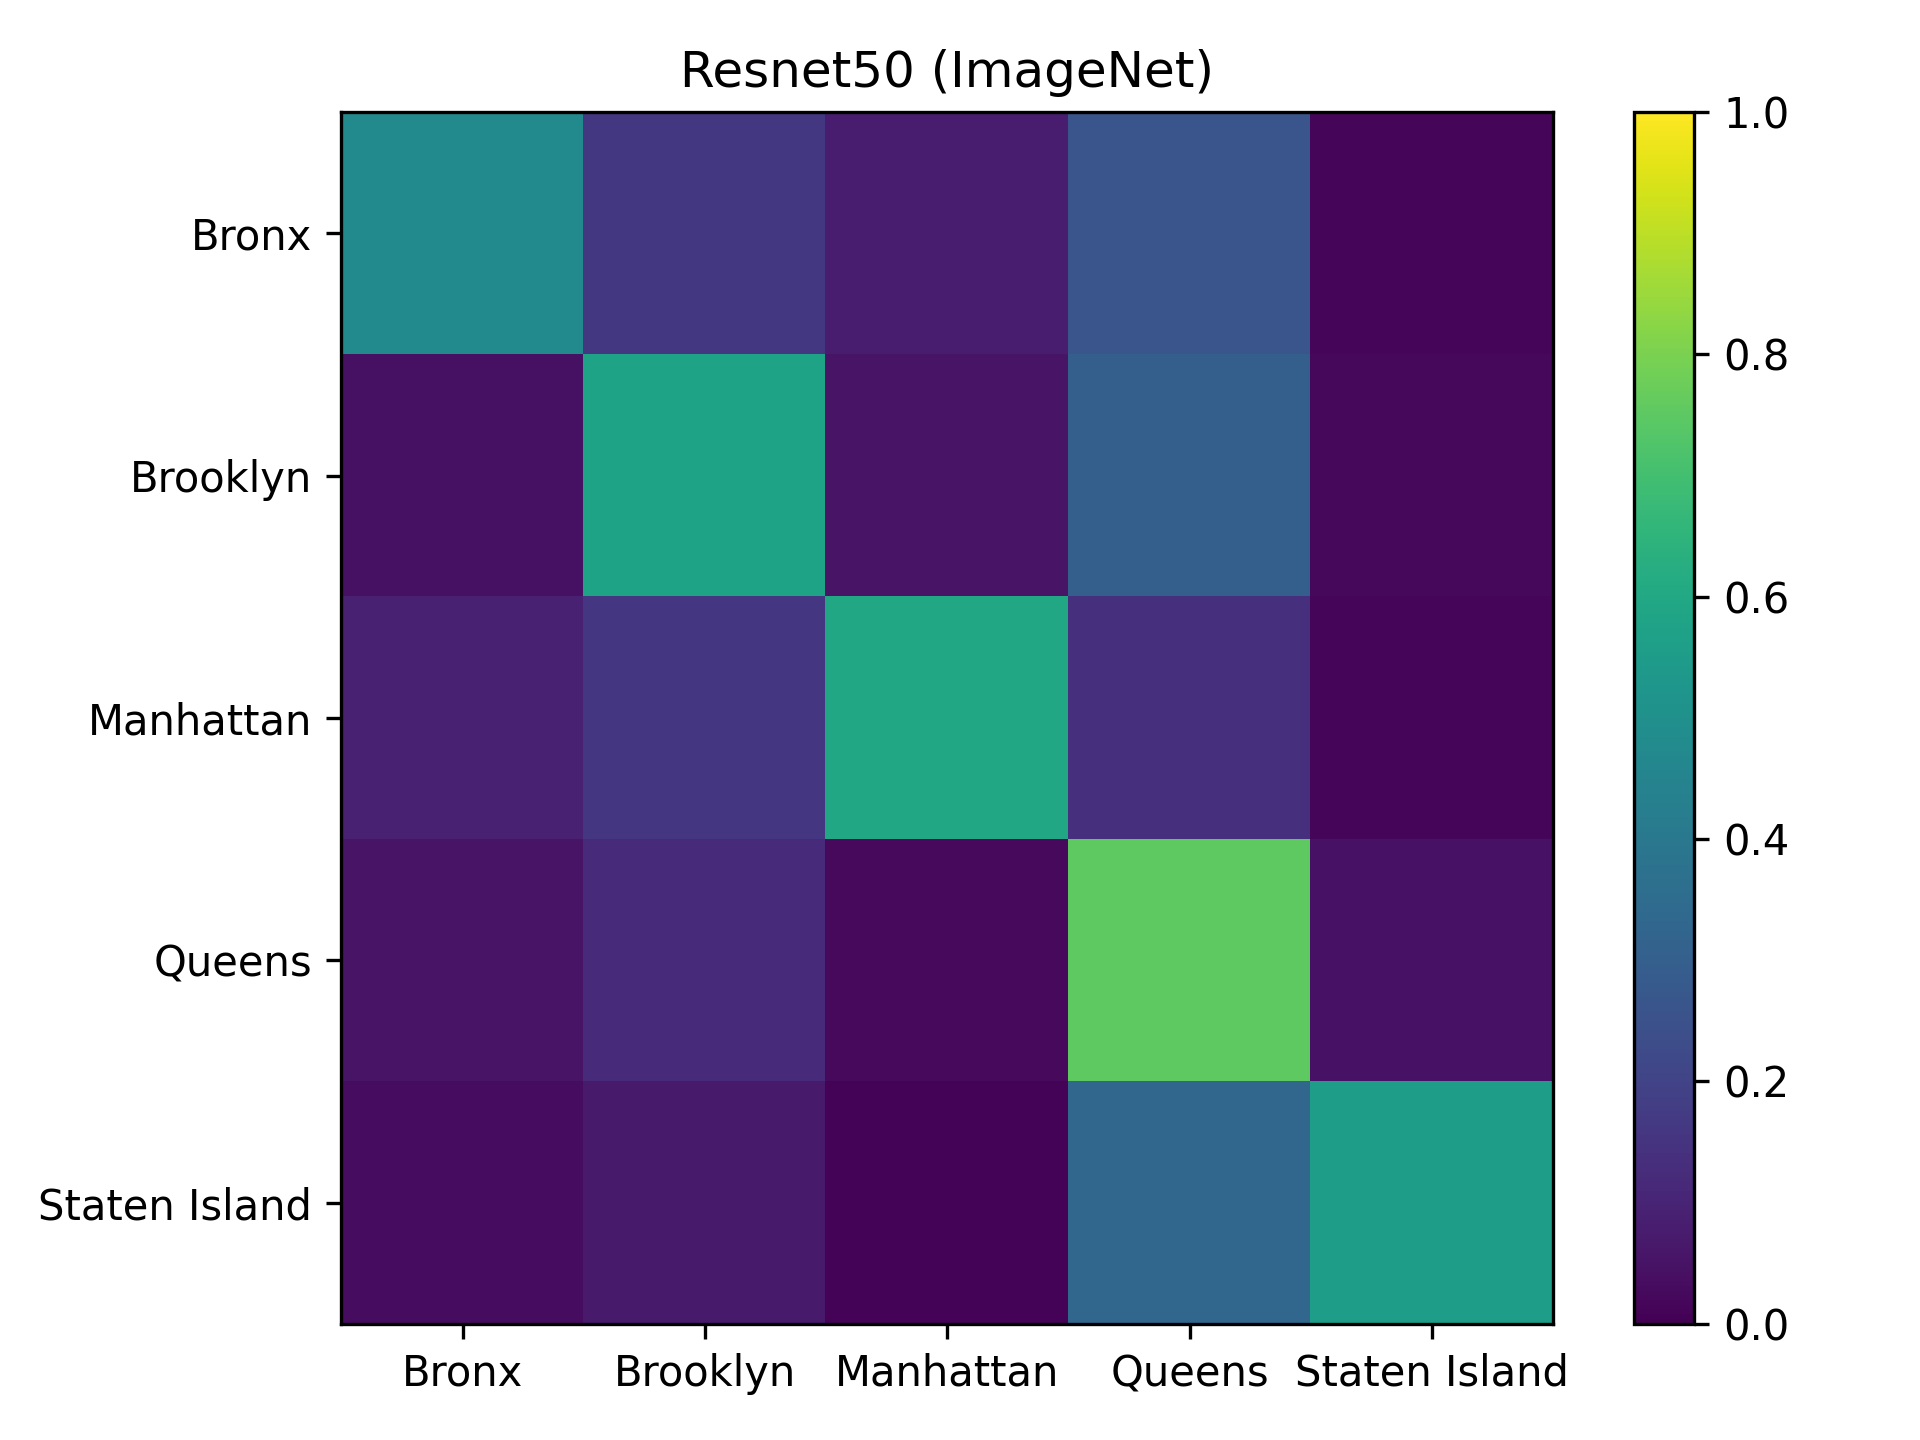 Resnet50 (ImageNet)
Bronx
Brooklyn
Manhattan
Queens
Staten Island
Bronx Brooklyn Manhattan Queens Staten Island
1.0
0.8
0.6
0.4
0.2
0.0